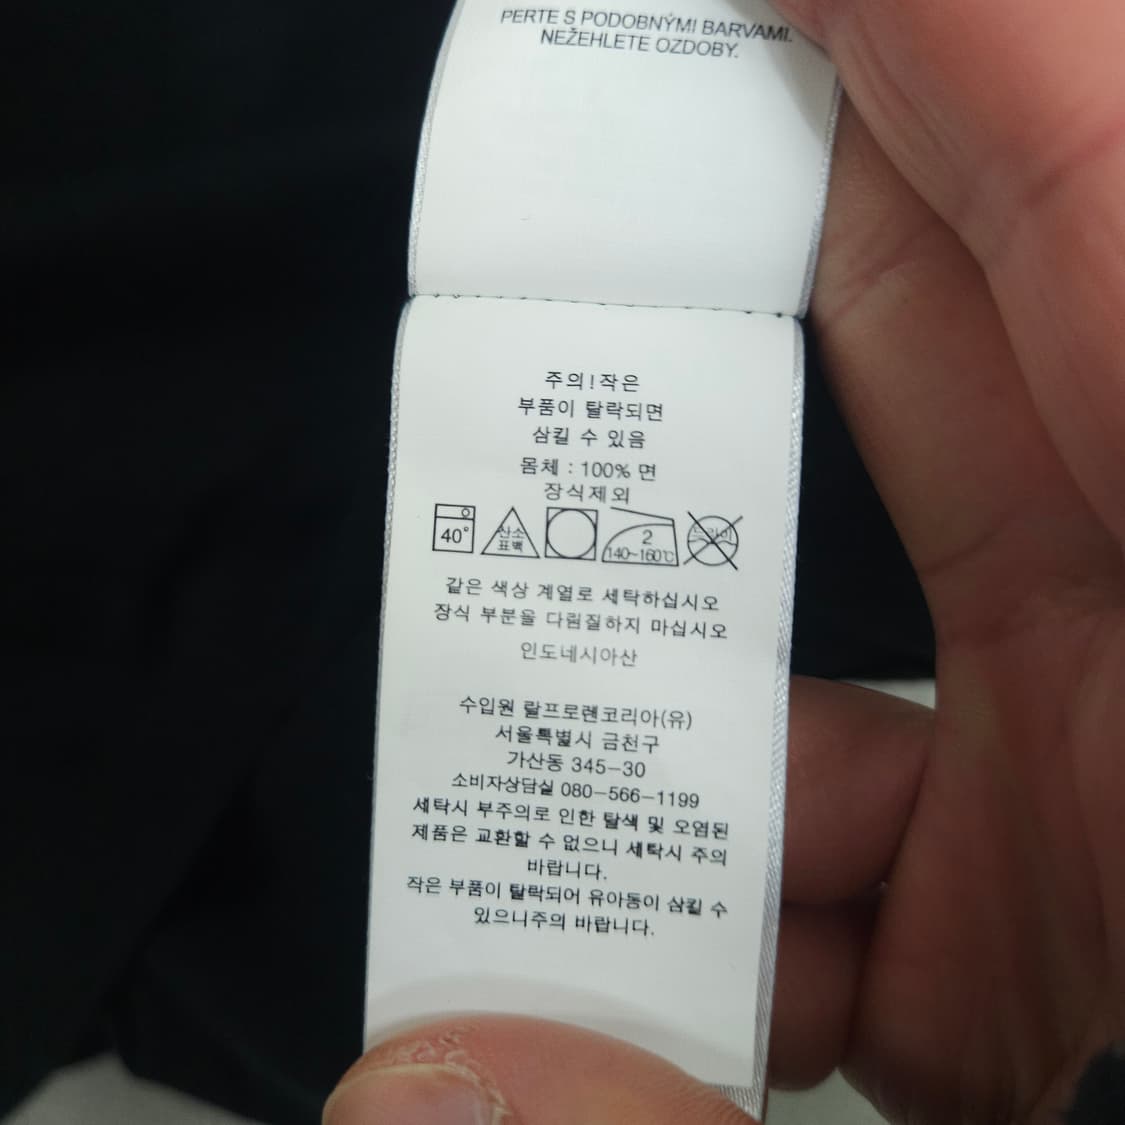 PERTE S PODOBNÝMI BARVAMI.
NEŽEHLETE OZDOBY.
주의!작은
부품이 탈락되면
삼킬 수 있음
몸체 : 100% 면
장식제외
40° 산소 표백 2 140~160℃ 드라이
같은 색상 계열로 세탁하십시오
장식 부분을 다림질하지 마십시오
인도네시아산
수입원 랄프로렌코리아(유)
서울특별시 금천구
가산동 345-30
소비자상담실 080-566-1199
세탁시 부주의로 인한 탈색 및 오염된
제품은 교환할 수 없으니 세탁시 주의
바랍니다.
작은 부품이 탈락되어 유아동이 삼킬 수
있으니주의 바랍니다.